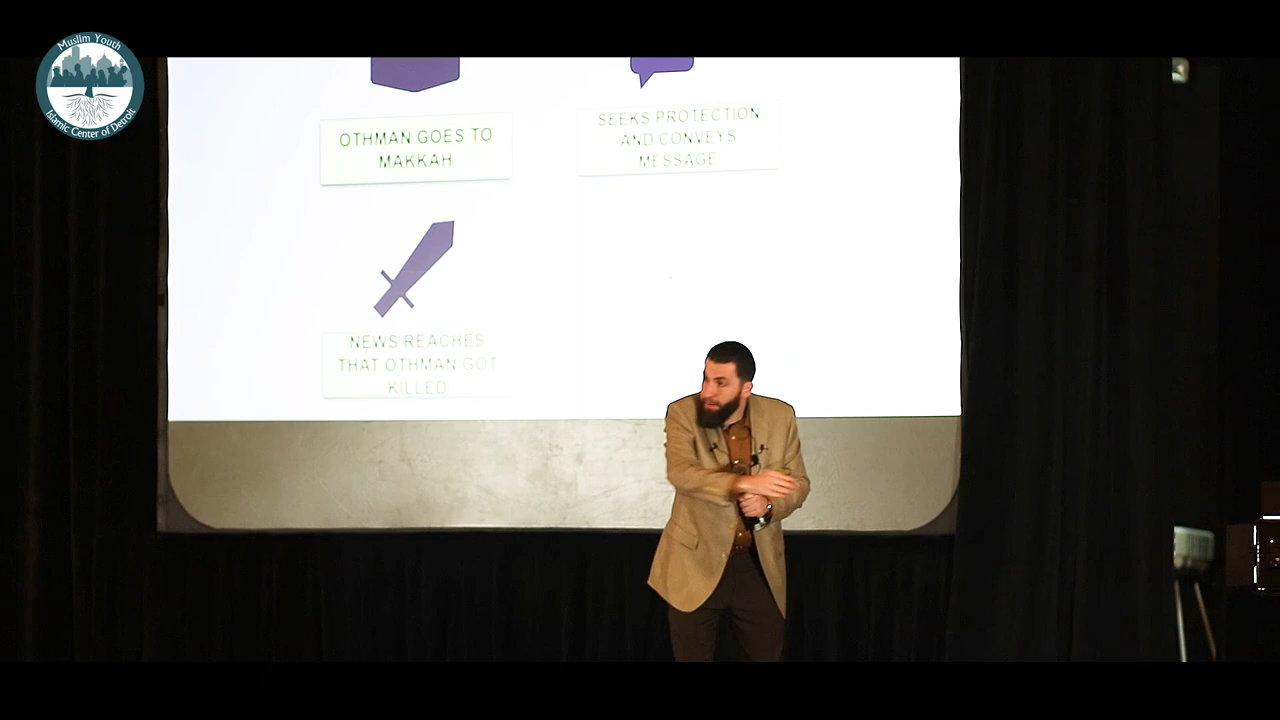 Muslim Youth
Islamic Center of Detroit
OTHMAN GOES TO
MAKKAH
SEEKS PROTECTION
AND CONVEYS
MESSAGE
NEWS REACHES
THAT OTHMAN GOT
KILLED